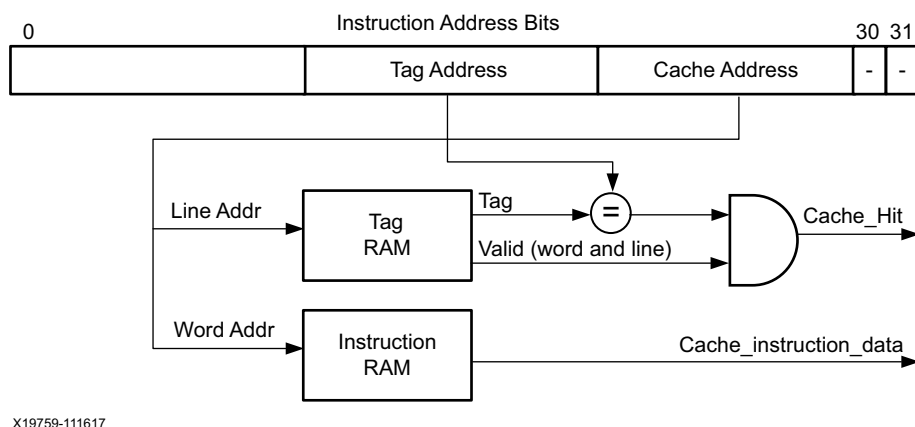 Instruction Address Bits
0 30 31
Tag Address Cache Address - -
Line Addr
Tag
RAM
Tag
=
Valid (word and line)
Cache_Hit
Word Addr
Instruction
RAM
Cache_instruction_data
X19759-111617